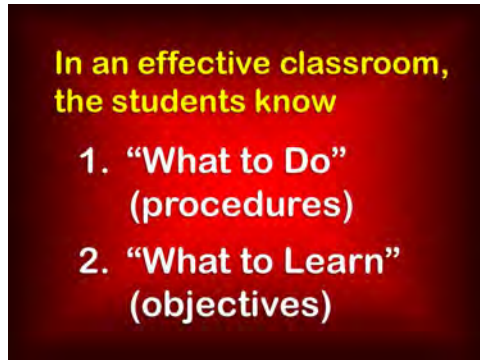 In an effective classroom,
the students know
1. “What to Do”
(procedures)
2. “What to Learn”
(objectives)